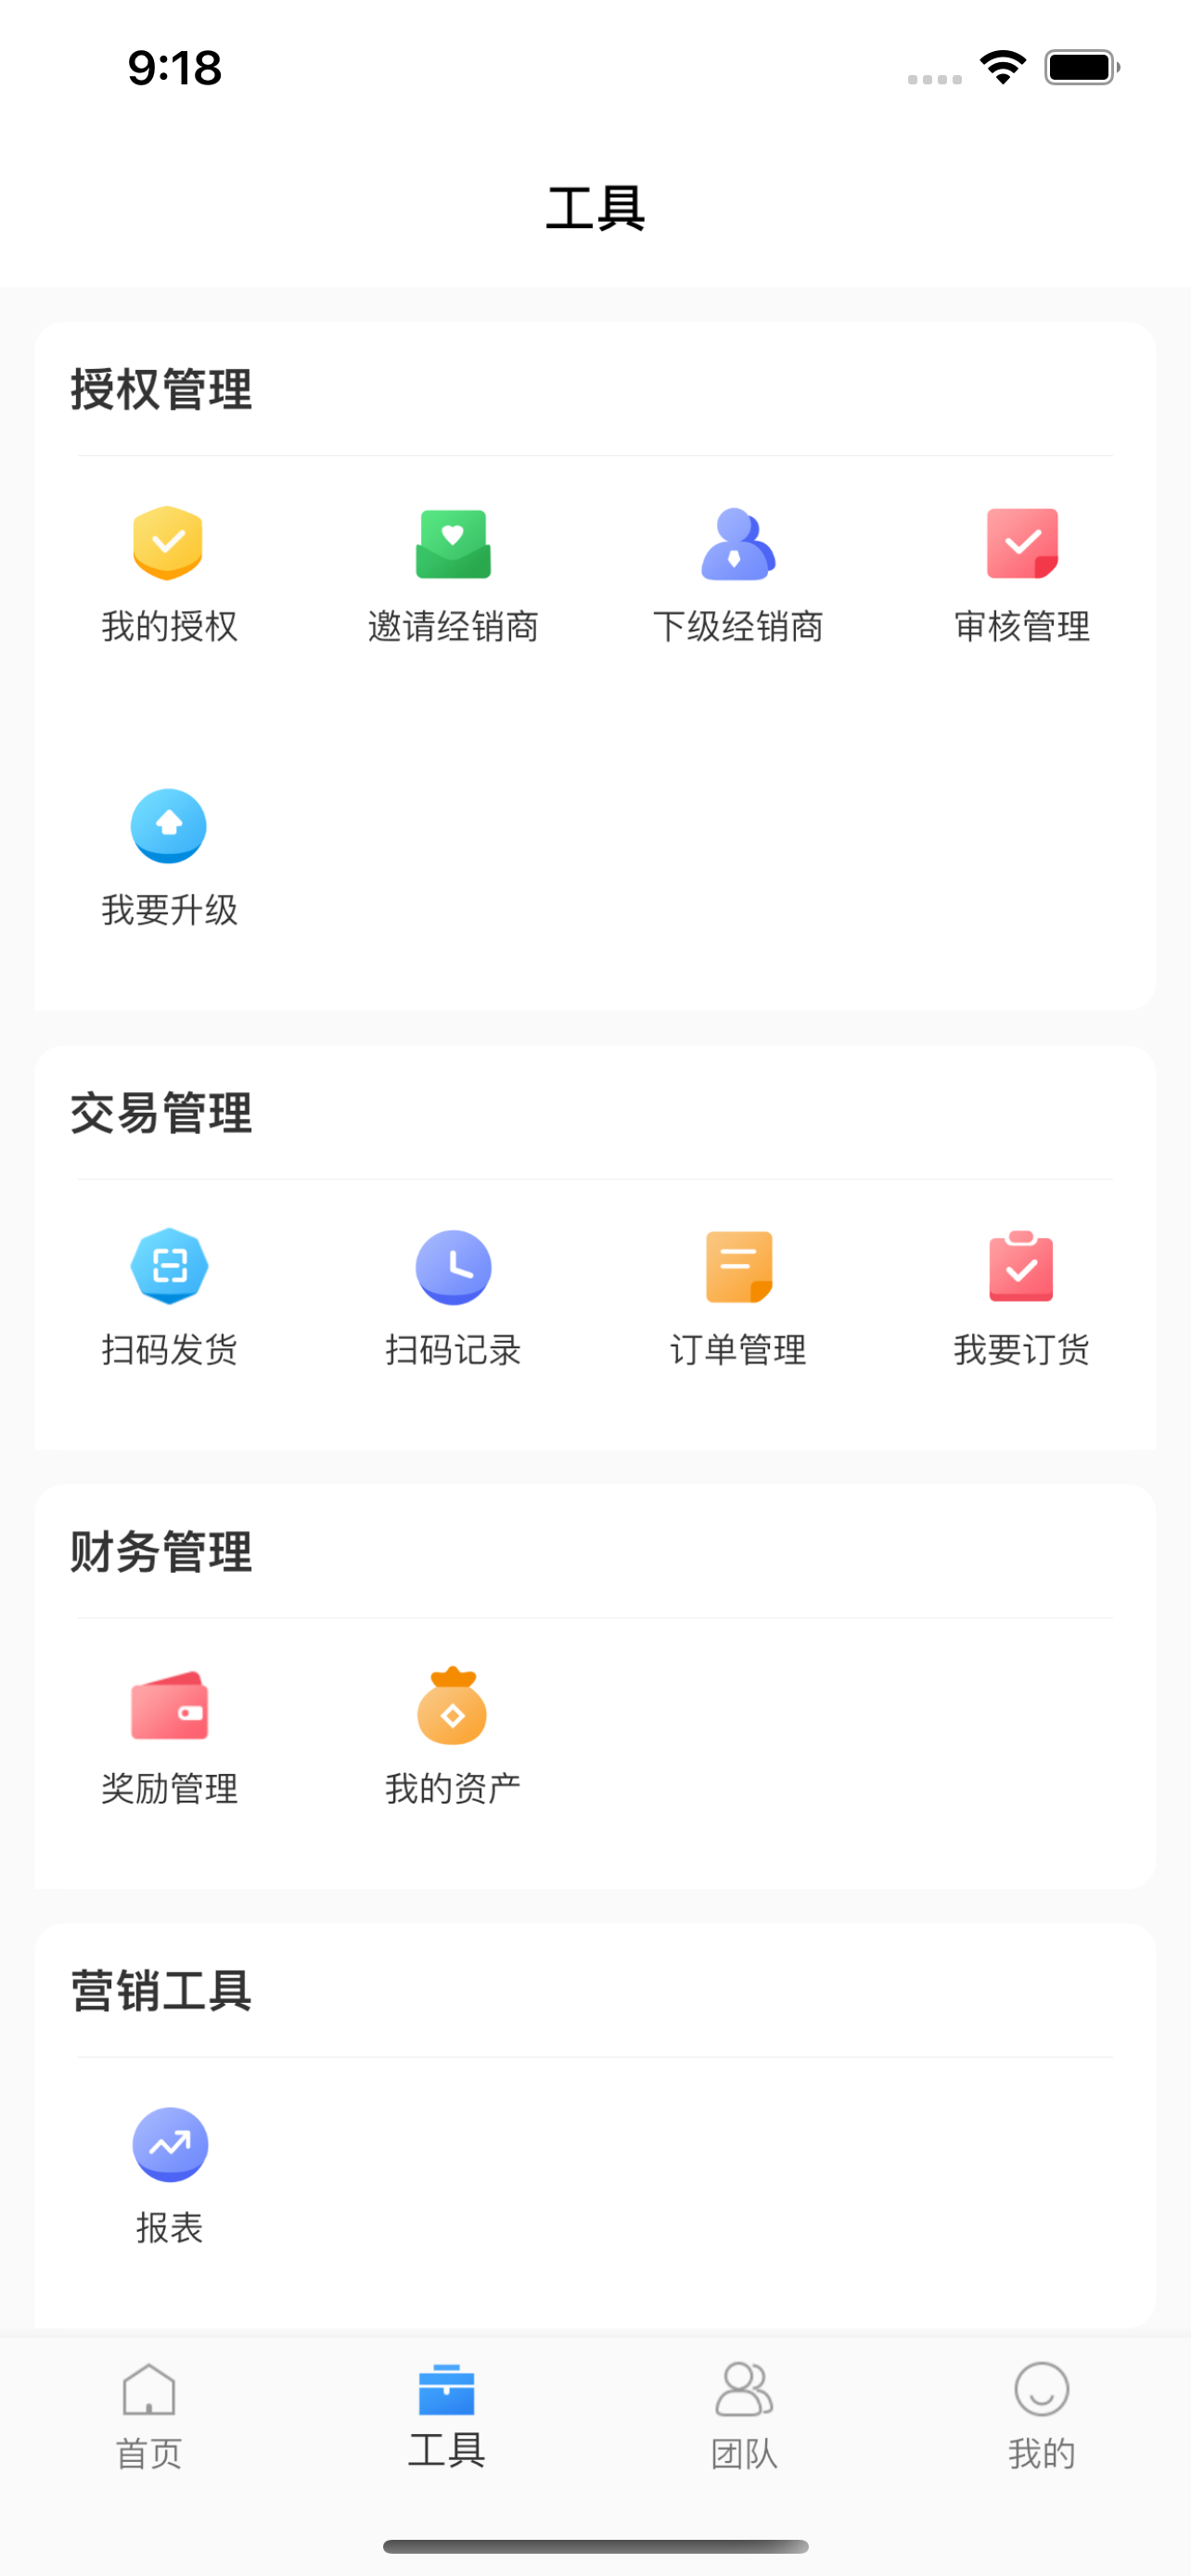 9:18
工具
授权管理
我的授权 邀请经销商 下级经销商 审核管理
我要升级
交易管理
扫码发货 扫码记录 订单管理 我要订货
财务管理
奖励管理 我的资产
营销工具
报表
首页 工具 团队 我的